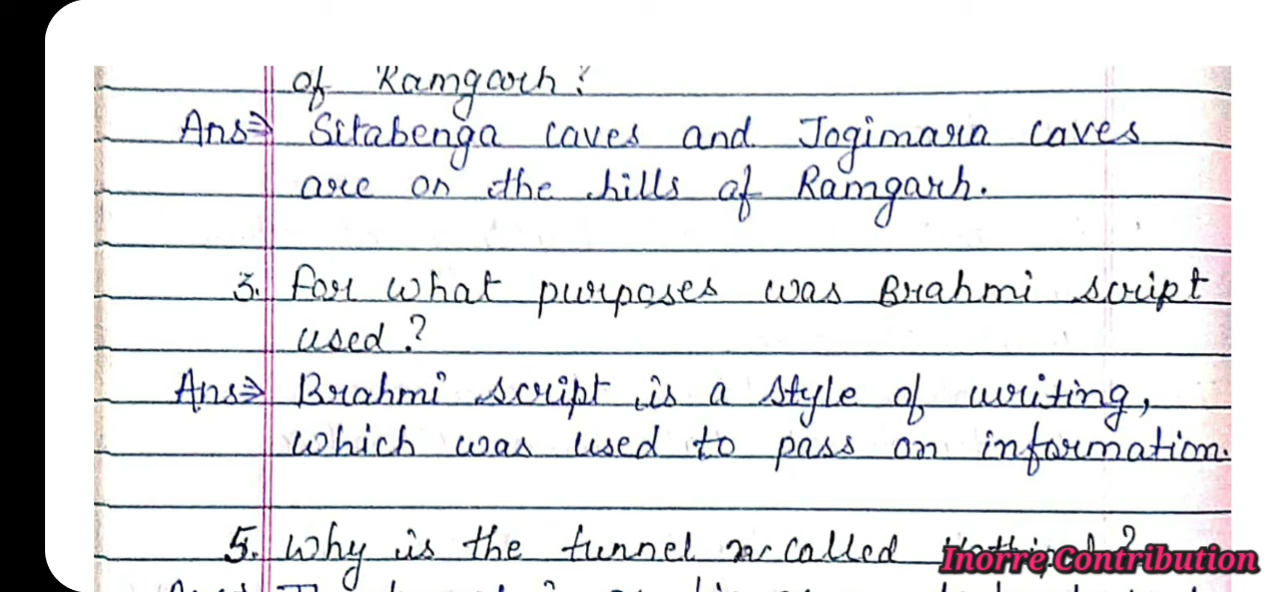 of Ramgarh?
Ans⇒ Sitabenga caves and Jogimara caves
are on the hills of Ramgarh.
3. For what purposes was Brahmi script
used?
Ans⇒ Brahmi script is a style of writing,
which was used to pass on information.
5. Why is the tunnel called
Inorre Contribution